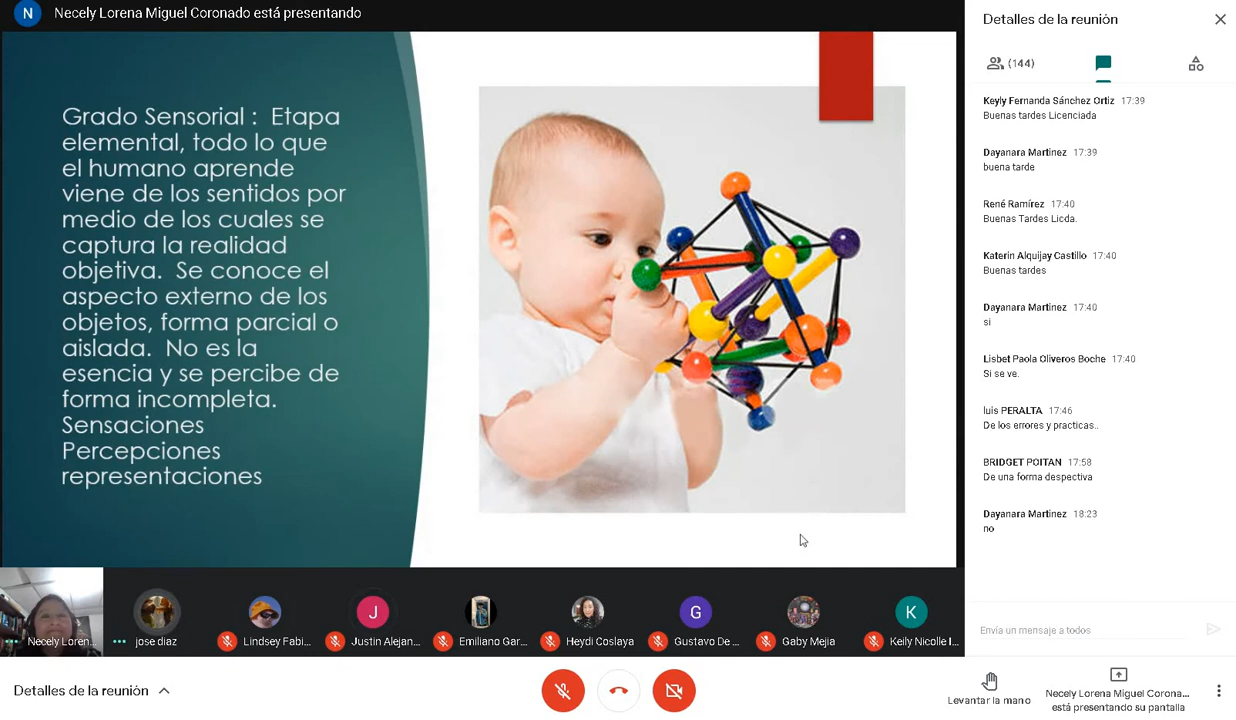 N
Necely Lorena Miguel Coronado está presentando
Grado Sensorial : Etapa
elemental, todo lo que
el humano aprende
viene de los sentidos por
medio de los cuales se
captura la realidad
objetiva. Se conoce el
aspecto externo de los
objetos, forma parcial o
aislada. No es la
esencia y se percibe de
forma incompleta.
Sensaciones
Percepciones
representaciones
Necely Loren...
jose diaz
Lindsey Fabi...
J
Justin Alejan...
Emiliano Gar...
Heydi Coslaya
G
Gustavo De ...
Gaby Mejia
K
Keily Nicolle I...
Detalles de la reunión
Detalles de la reunión
(144)
Keyly Fernanda Sánchez Ortiz 17:39
Buenas tardes Licenciada
Dayanara Martinez 17:39
buena tarde
René Ramírez 17:40
Buenas Tardes Licda.
Katerin Alquijay Castillo 17:40
Buenas tardes
Dayanara Martinez 17:40
si
Lisbet Paola Oliveros Boche 17:40
Si se ve.
luis PERALTA 17:46
De los errores y practicas..
BRIDGET POITAN 17:58
De una forma despectiva
Dayanara Martinez 18:23
no
Envía un mensaje a todos
Levantar la mano
Necely Lorena Miguel Corona...
está presentando su pantalla